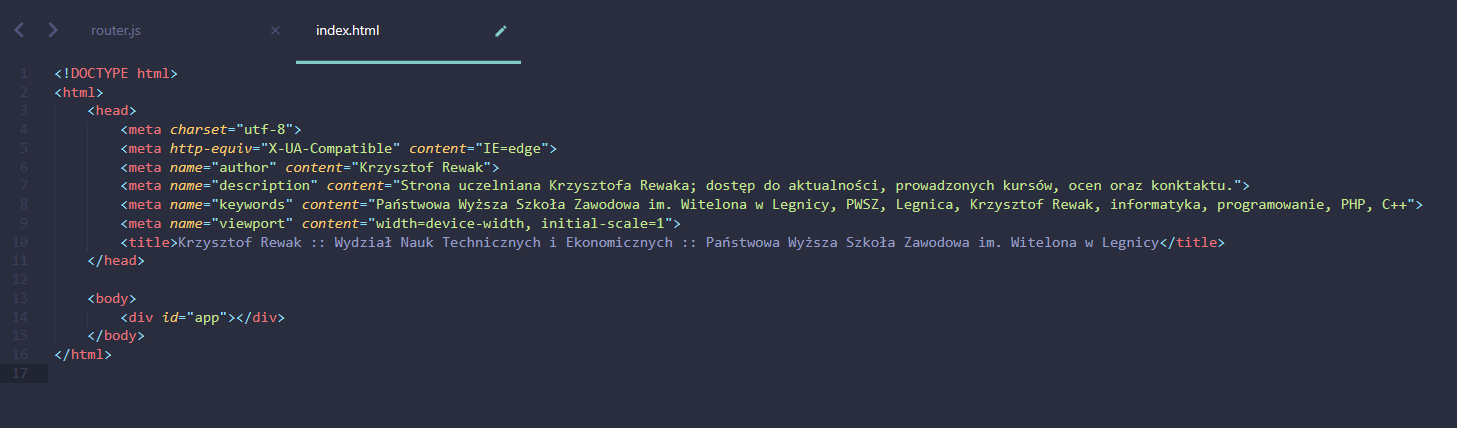 router.js × index.html
1 <!DOCTYPE html>
2 <html>
3 <head>
4 <meta charset="utf-8">
5 <meta http-equiv="X-UA-Compatible" content="IE=edge">
6 <meta name="author" content="Krzysztof Rewak">
7 <meta name="description" content="Strona uczelniana Krzysztofa Rewaka; dostęp do aktualności, prowadzonych kursów, ocen oraz konktaktu.">
8 <meta name="keywords" content="Państwowa Wyższa Szkoła Zawodowa im. Witelona w Legnicy, PWSZ, Legnica, Krzysztof Rewak, informatyka, programowanie, PHP, C++">
9 <meta name="viewport" content="width=device-width, initial-scale=1">
10 <title>Krzysztof Rewak :: Wydział Nauk Technicznych i Ekonomicznych :: Państwowa Wyższa Szkoła Zawodowa im. Witelona w Legnicy</title>
11 </head>
12
13 <body>
14 <div id="app"></div>
15 </body>
16 </html>
17